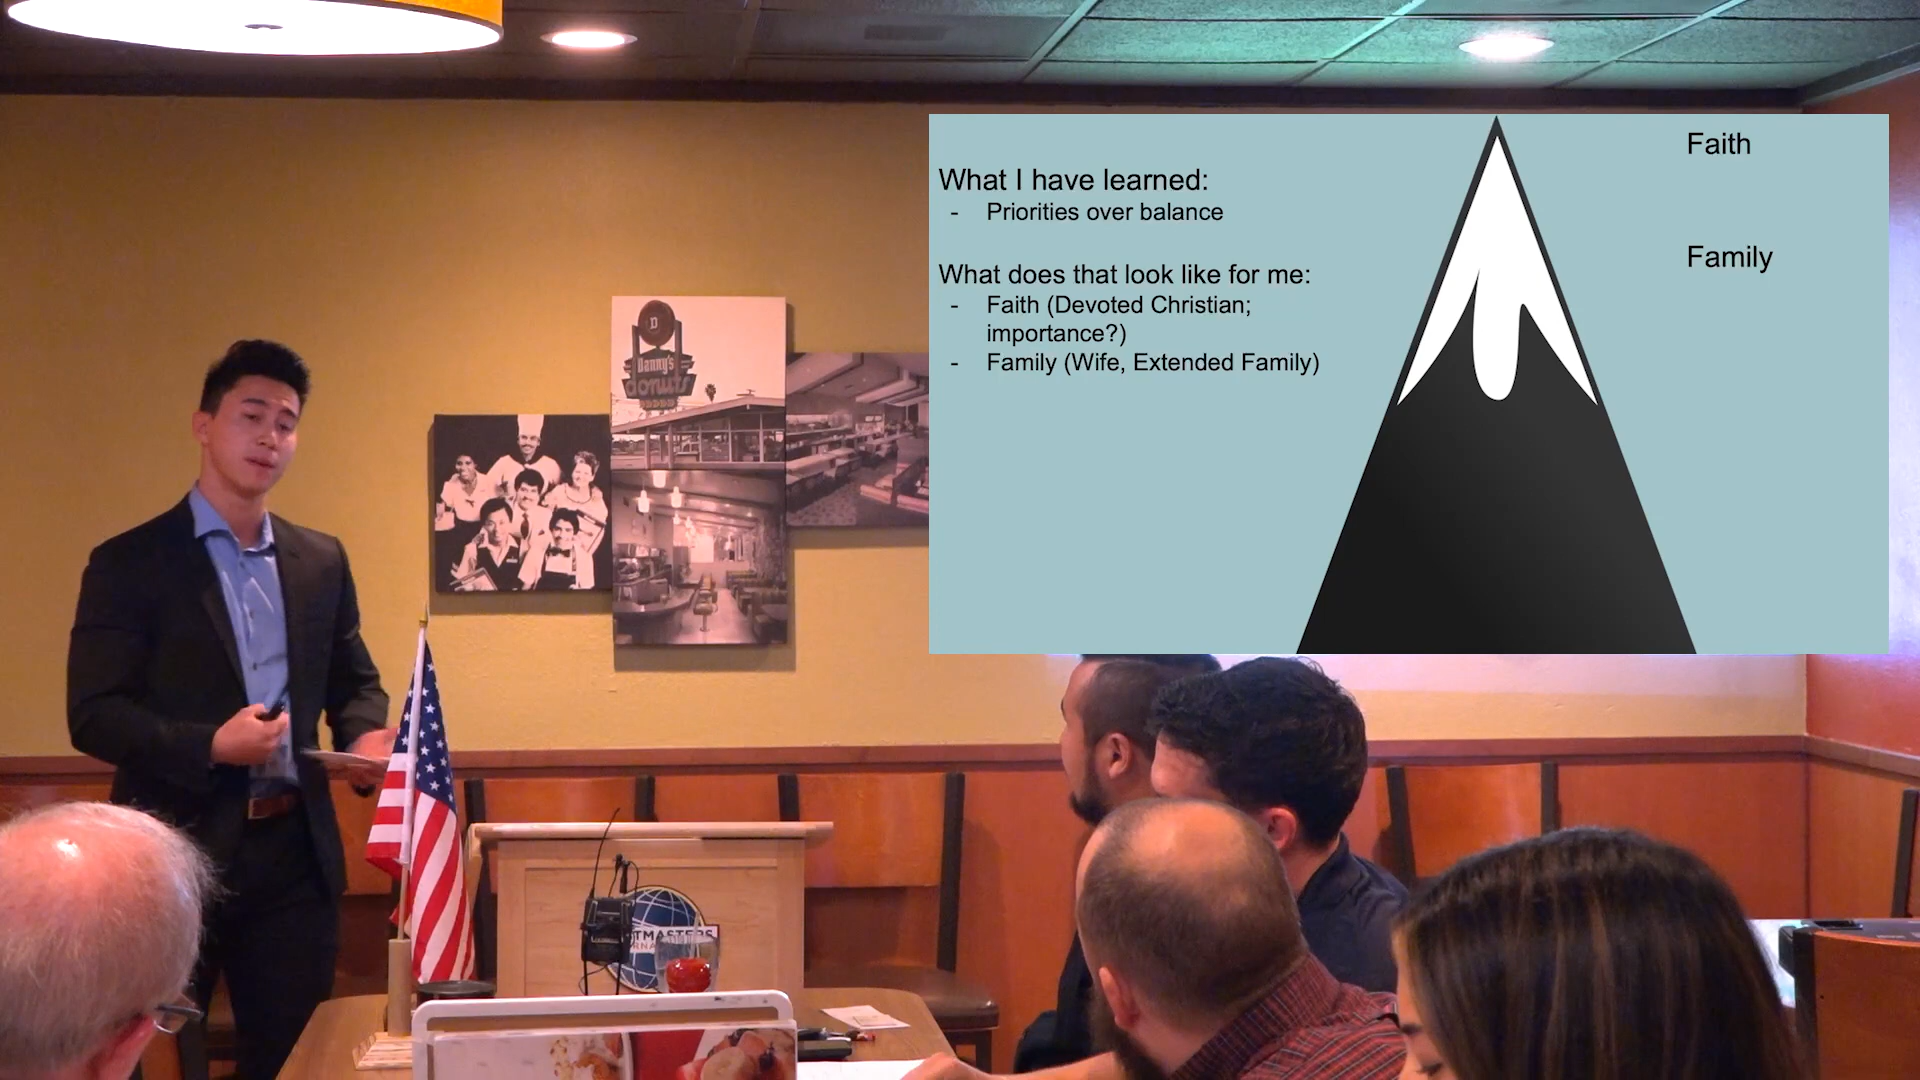 What I have learned:
- Priorities over balance
What does that look like for me:
- Faith (Devoted Christian;
importance?)
- Family (Wife, Extended Family)
Faith
Family
D
Danny's
donuts
TMASTERS